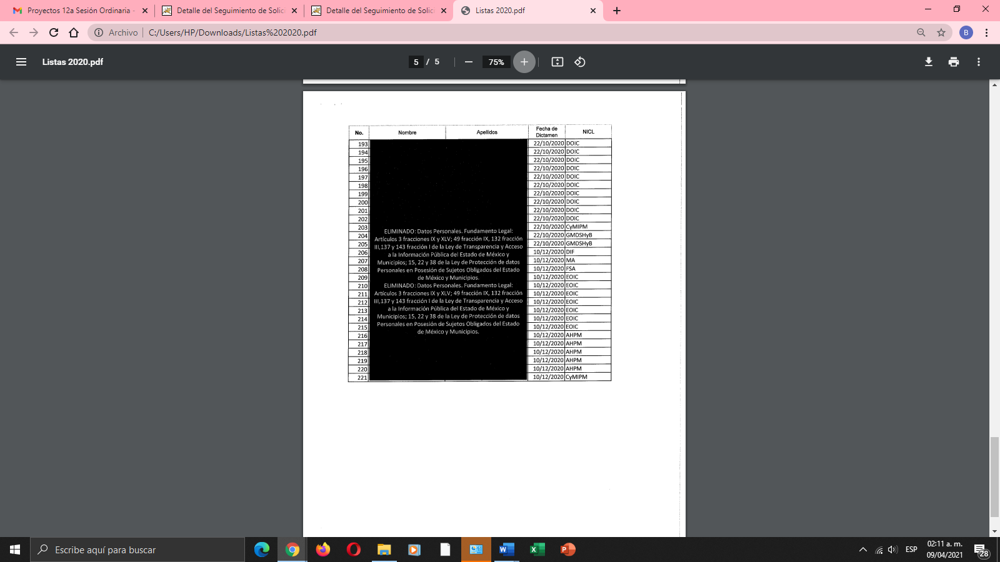 Proyectos 12a Sesión Ordinaria -
Detalle del Seguimiento de Solici
Detalle del Seguimiento de Solici
Listas 2020.pdf
Archivo
C:/Users/HP/Downloads/Listas%202020.pdf
B
Listas 2020.pdf
5 / 5
75%
No. Nombre Apellidos Fecha de Dictamen NICL
193 22/10/2020 DOIC
194 22/10/2020 DOIC
195 22/10/2020 DOIC
196 22/10/2020 DOIC
197 22/10/2020 DOIC
198 22/10/2020 DOIC
199 22/10/2020 DOIC
200 22/10/2020 DOIC
201 22/10/2020 DOIC
202 22/10/2020 DOIC
203 22/10/2020 CyMIPM
204 22/10/2020 GMDSHyB
205 22/10/2020 GMDSHyB
206 10/12/2020 DIF
207 10/12/2020 MA
208 10/12/2020 FSA
209 10/12/2020 EOIC
210 10/12/2020 EOIC
211 10/12/2020 EOIC
212 10/12/2020 EOIC
213 10/12/2020 EOIC
214 10/12/2020 EOIC
215 10/12/2020 EOIC
216 10/12/2020 AHPM
217 10/12/2020 AHPM
218 10/12/2020 AHPM
219 10/12/2020 AHPM
220 10/12/2020 AHPM
221 10/12/2020 CyMIPM
ELIMINADO: Datos Personales. Fundamento Legal:
Artículos 3 fracciones IX y XLV; 49 fracción IX, 132 fracción
III,137 y 143 fracción I de la Ley de Transparencia y Acceso
a la Información Pública del Estado de México y
Municipios; 15, 22 y 38 de la Ley de Protección de datos
Personales en Posesión de Sujetos Obligados del Estado
de México y Municipios.
ELIMINADO: Datos Personales. Fundamento Legal:
Artículos 3 fracciones IX y XLV; 49 fracción IX, 132 fracción
III,137 y 143 fracción I de la Ley de Transparencia y Acceso
a la Información Pública del Estado de México y
Municipios; 15, 22 y 38 de la Ley de Protección de datos
Personales en Posesión de Sujetos Obligados del Estado
de México y Municipios.
Escribe aquí para buscar
ESP
02:11 a. m.
09/04/2021
28